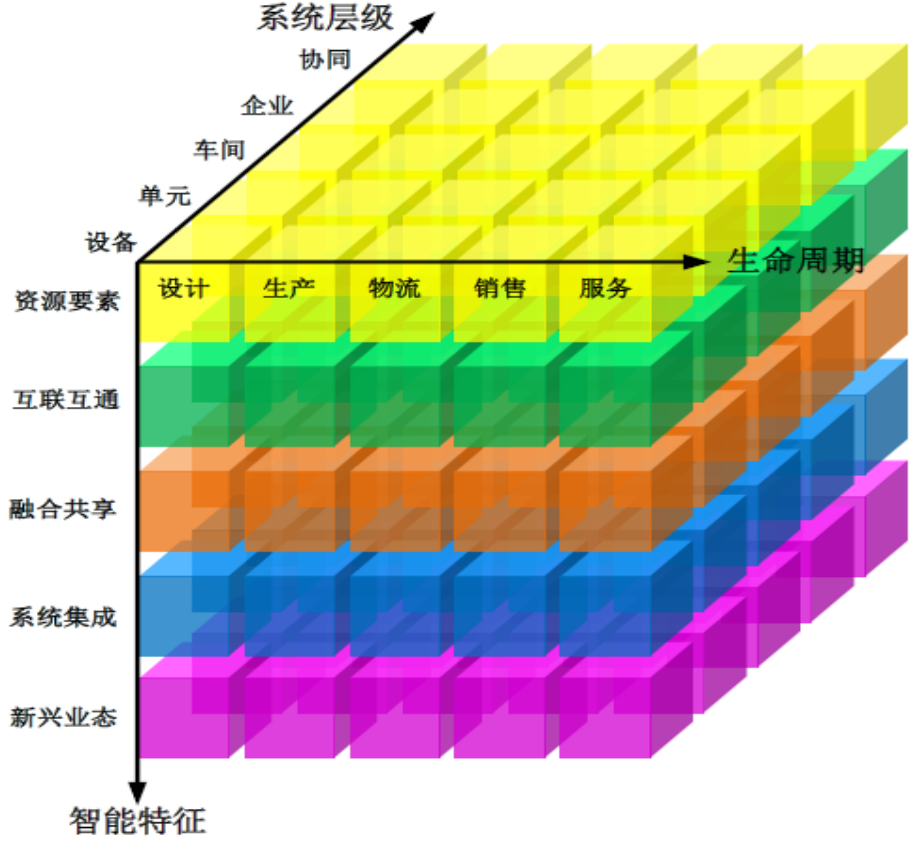 系统层级
协同
企业
车间
单元
设备
生命周期
设计 生产 物流 销售 服务
资源要素
互联互通
融合共享
系统集成
新兴业态
智能特征